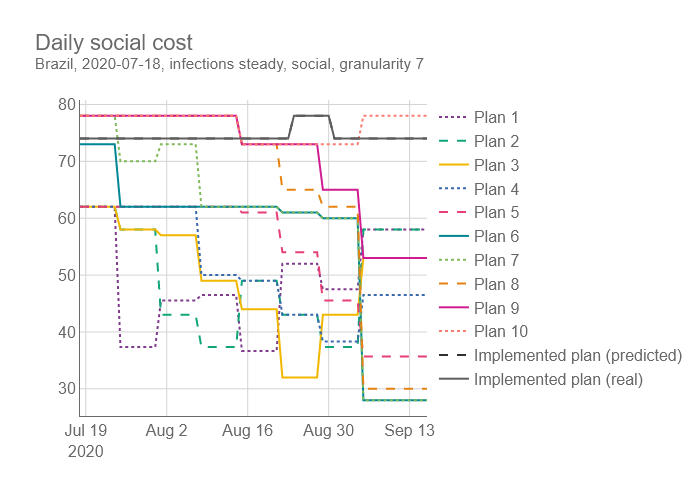 Daily social cost
Brazil, 2020-07-18, infections steady, social, granularity 7
80
70
60
50
40
30
Jul 19 Aug 2 Aug 16 Aug 30 Sep 13
2020
Plan 1
Plan 2
Plan 3
Plan 4
Plan 5
Plan 6
Plan 7
Plan 8
Plan 9
Plan 10
Implemented plan (predicted)
Implemented plan (real)